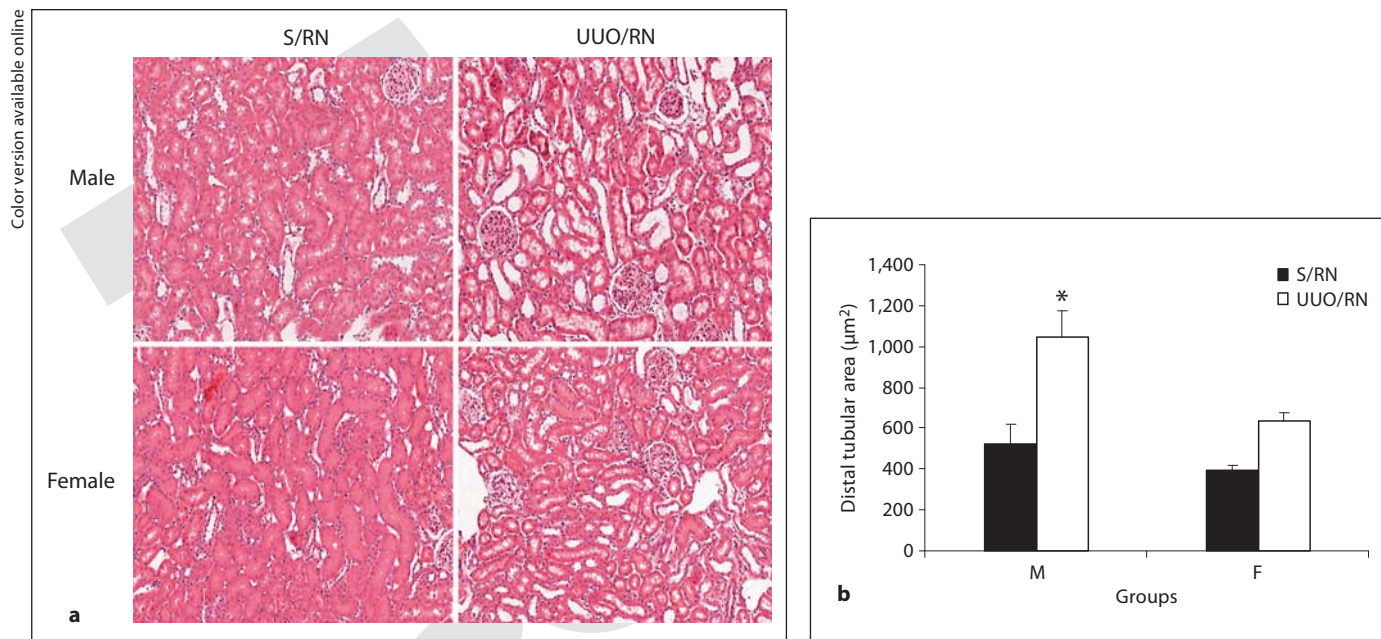 Color version available online
S/RN
UUO/RN
Male
Female
a
Distal tubular area (µm²)
1,400
1,200
1,000
800
600
400
200
0
*
S/RN
UUO/RN
M
F
Groups
b